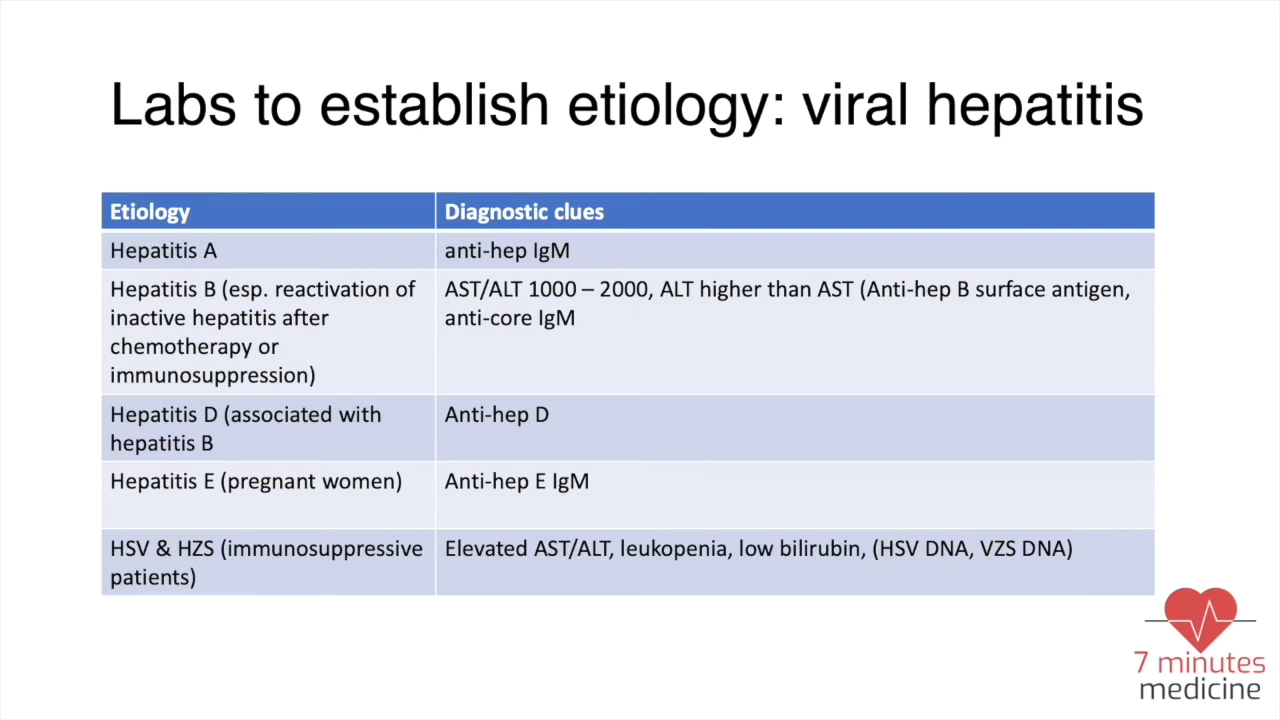 Labs to establish etiology: viral hepatitis
Etiology
Diagnostic clues
Hepatitis A
anti-hep IgM
Hepatitis B (esp. reactivation of
inactive hepatitis after
chemotherapy or
immunosuppression)
AST/ALT 1000 – 2000, ALT higher than AST (Anti-hep B surface antigen,
anti-core IgM
Hepatitis D (associated with
hepatitis B
Anti-hep D
Hepatitis E (pregnant women)
Anti-hep E IgM
HSV & HZS (immunosuppressive
patients)
Elevated AST/ALT, leukopenia, low bilirubin, (HSV DNA, VZS DNA)
7 minutes
medicine